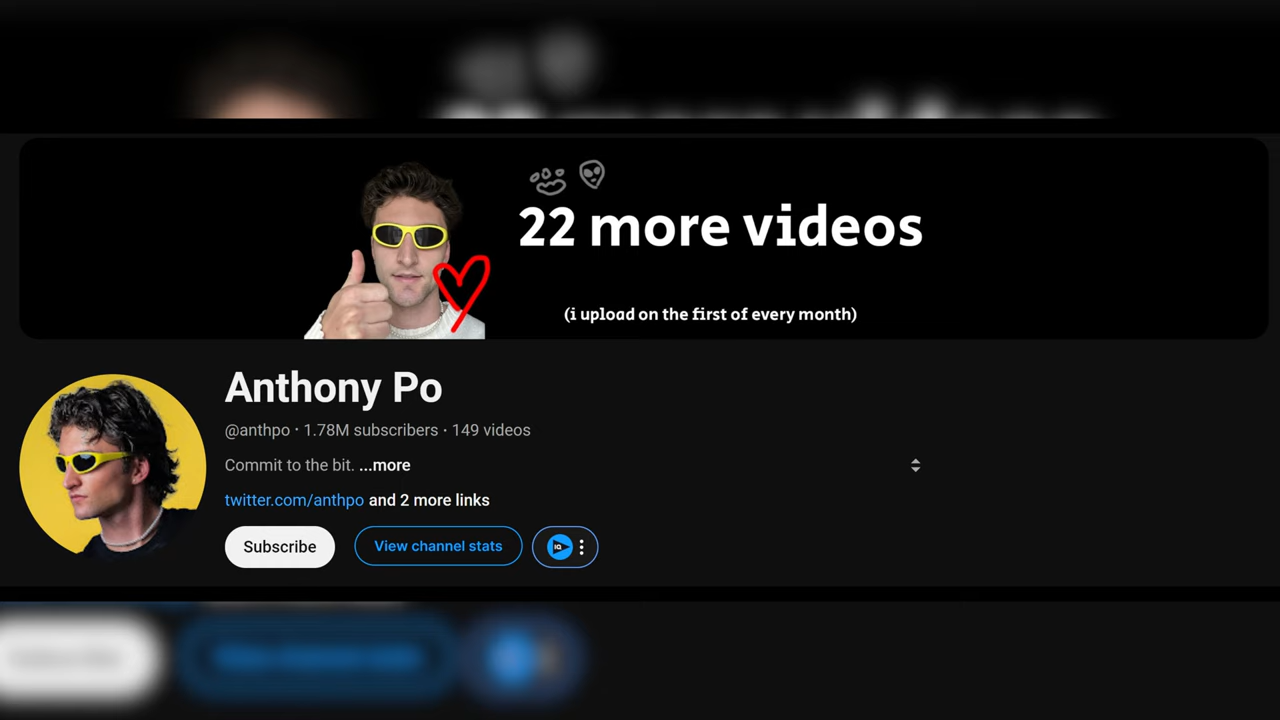 22 more videos
(i upload on the first of every month)
Anthony Po
@anthpo · 1.78M subscribers · 149 videos
Commit to the bit. ...more
twitter.com/anthpo and 2 more links
Subscribe
View channel stats
IQ